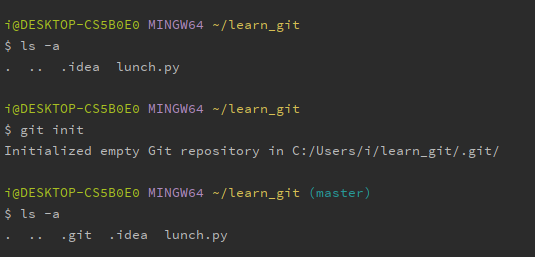 i@DESKTOP-CS5B0E0 MINGW64 ~/learn_git
$ ls -a
.  ..  .idea  lunch.py
i@DESKTOP-CS5B0E0 MINGW64 ~/learn_git
$ git init
Initialized empty Git repository in C:/Users/i/learn_git/.git/
i@DESKTOP-CS5B0E0 MINGW64 ~/learn_git (master)
$ ls -a
.  ..  .git  .idea  lunch.py